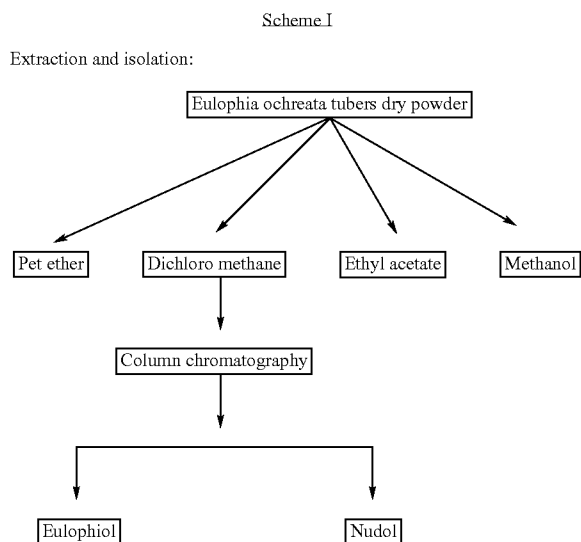 Scheme I
Extraction and isolation:
Eulophia ochreata tubers dry powder
Pet ether
Dichloro methane
Ethyl acetate
Methanol
Column chromatography
Eulophiol
Nudol